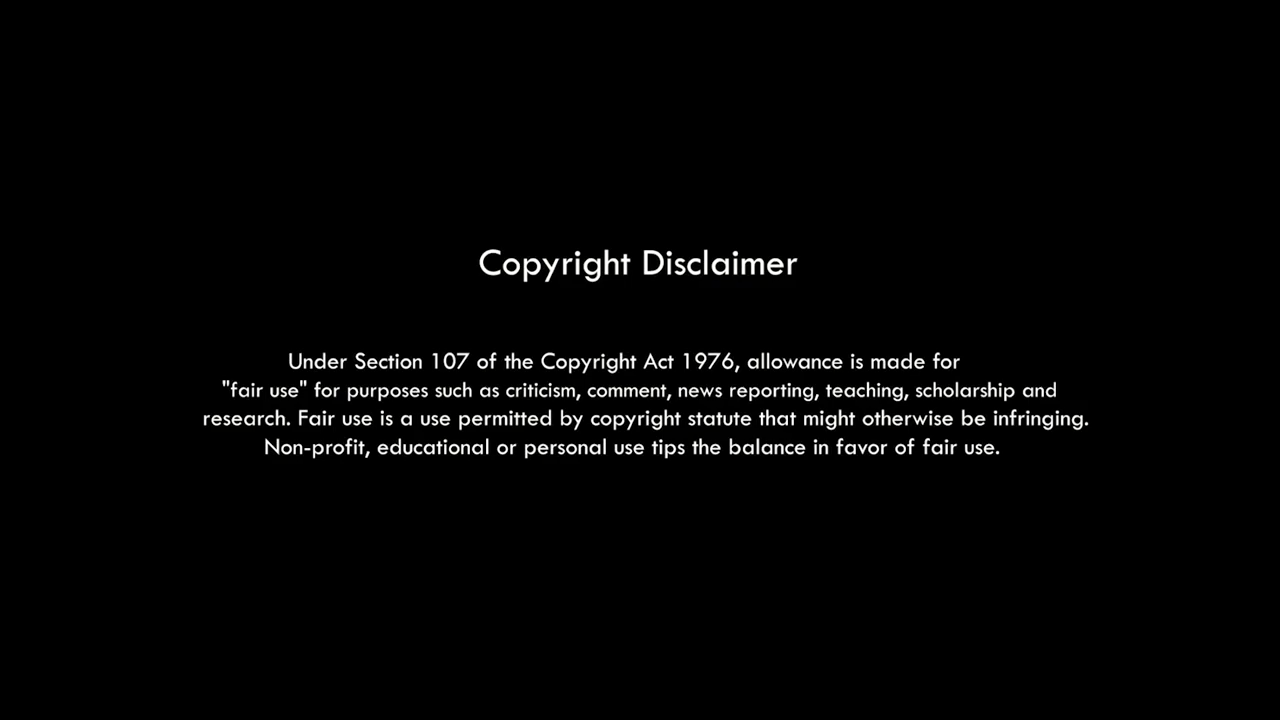 Copyright Disclaimer
Under Section 107 of the Copyright Act 1976, allowance is made for
"fair use" for purposes such as criticism, comment, news reporting, teaching, scholarship and
research. Fair use is a use permitted by copyright statute that might otherwise be infringing.
Non-profit, educational or personal use tips the balance in favor of fair use.